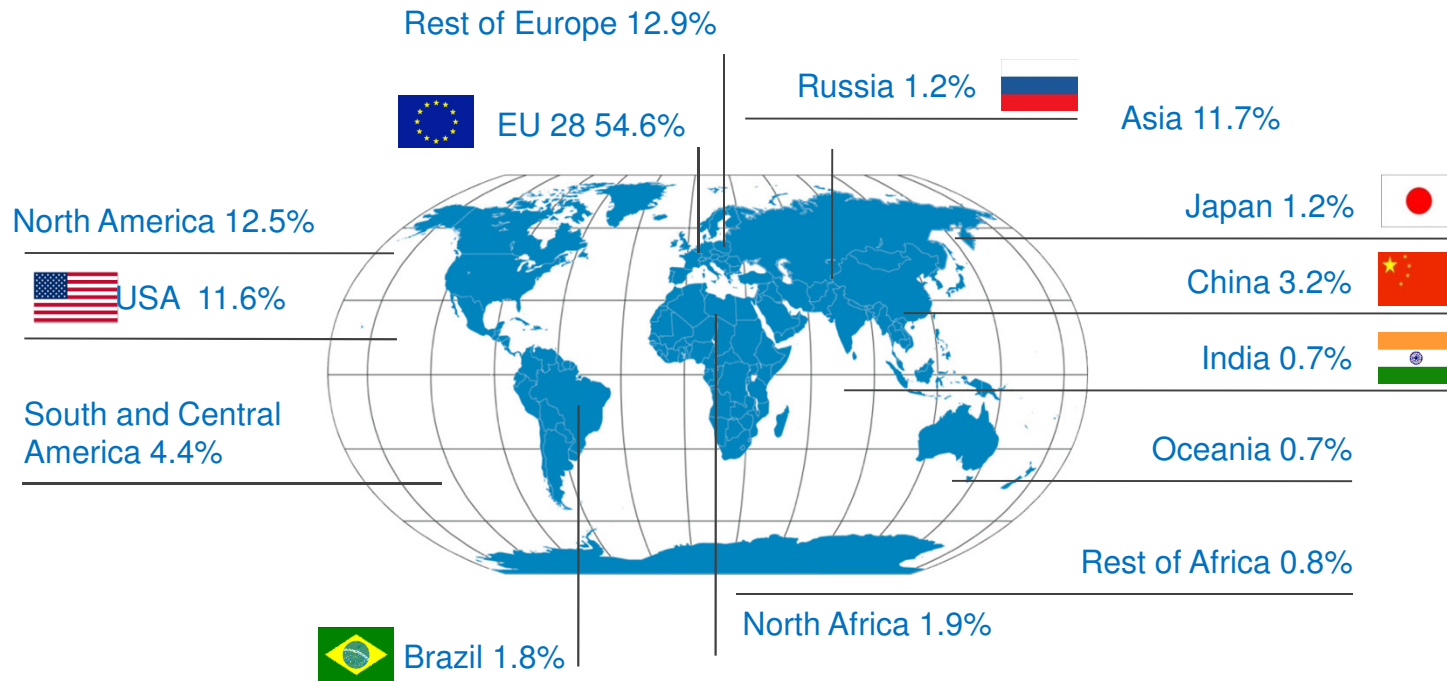 Rest of Europe 12.9%
Russia 1.2%
EU 28 54.6%
Asia 11.7%
North America 12.5%
Japan 1.2%
USA 11.6%
China 3.2%
India 0.7%
South and Central
America 4.4%
Oceania 0.7%
Rest of Africa 0.8%
North Africa 1.9%
Brazil 1.8%